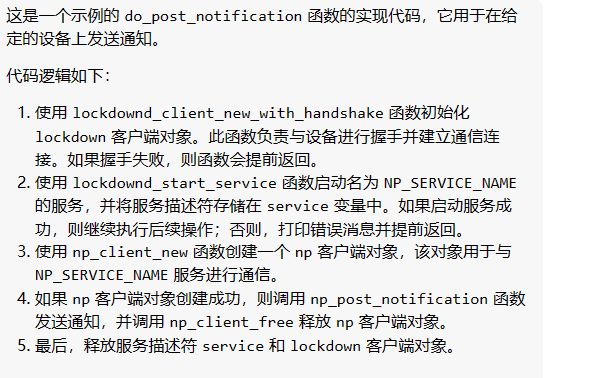 这是一个示例的 do_post_notification 函数的实现代码，它用于在给
定的设备上发送通知。
代码逻辑如下：
1. 使用 lockdownd_client_new_with_handshake 函数初始化
lockdown 客户端对象。此函数负责与设备进行握手并建立通信连
接。如果握手失败，则函数会提前返回。
2. 使用 lockdownd_start_service 函数启动名为 NP_SERVICE_NAME
的服务，并将服务描述符存储在 service 变量中。如果启动服务成
功，则继续执行后续操作；否则，打印错误消息并提前返回。
3. 使用 np_client_new 函数创建一个 np 客户端对象，该对象用于与
NP_SERVICE_NAME 服务进行通信。
4. 如果 np 客户端对象创建成功，则调用 np_post_notification 函数
发送通知，并调用 np_client_free 释放 np 客户端对象。
5. 最后，释放服务描述符 service 和 lockdown 客户端对象。